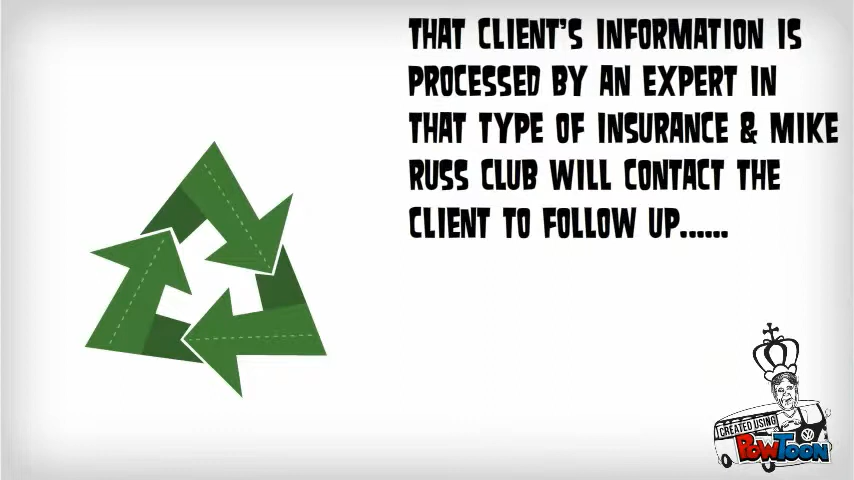 THAT CLIENT'S INFORMATION IS
PROCESSED BY AN EXPERT IN
THAT TYPE OF INSURANCE & MIKE
RUSS CLUB WILL CONTACT THE
CLIENT TO FOLLOW UP......
CREATED USING
POWTOON